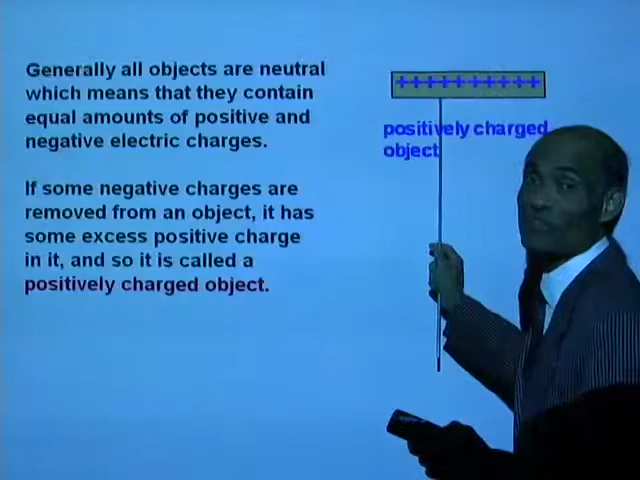 Generally all objects are neutral
which means that they contain
equal amounts of positive and
negative electric charges.
If some negative charges are
removed from an object, it has
some excess positive charge
in it, and so it is called a
positively charged object.
++++++++++
positively charged
object